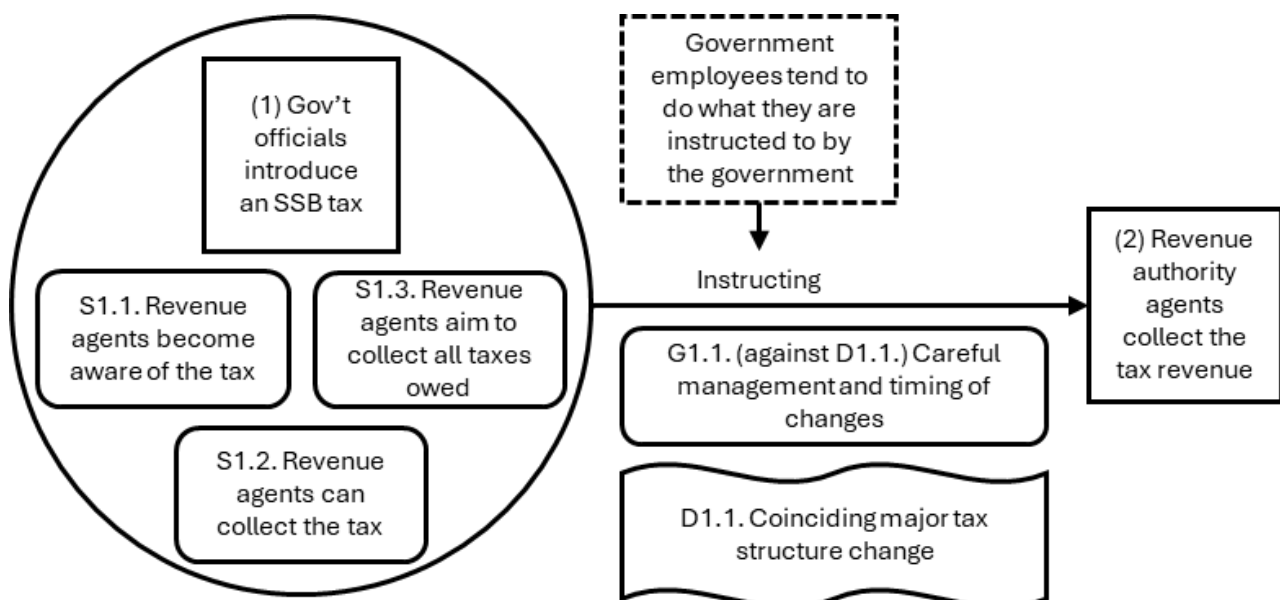 (1) Gov’t
officials
introduce
an SSB tax
S1.1. Revenue
agents become
aware of the tax
S1.3. Revenue
agents aim to
collect all taxes
owed
S1.2. Revenue
agents can
collect the tax
Government
employees tend to
do what they are
instructed to by
the government
Instructing
G1.1. (against D1.1.) Careful
management and timing of
changes
D1.1. Coinciding major tax
structure change
(2) Revenue
authority
agents
collect the
tax revenue